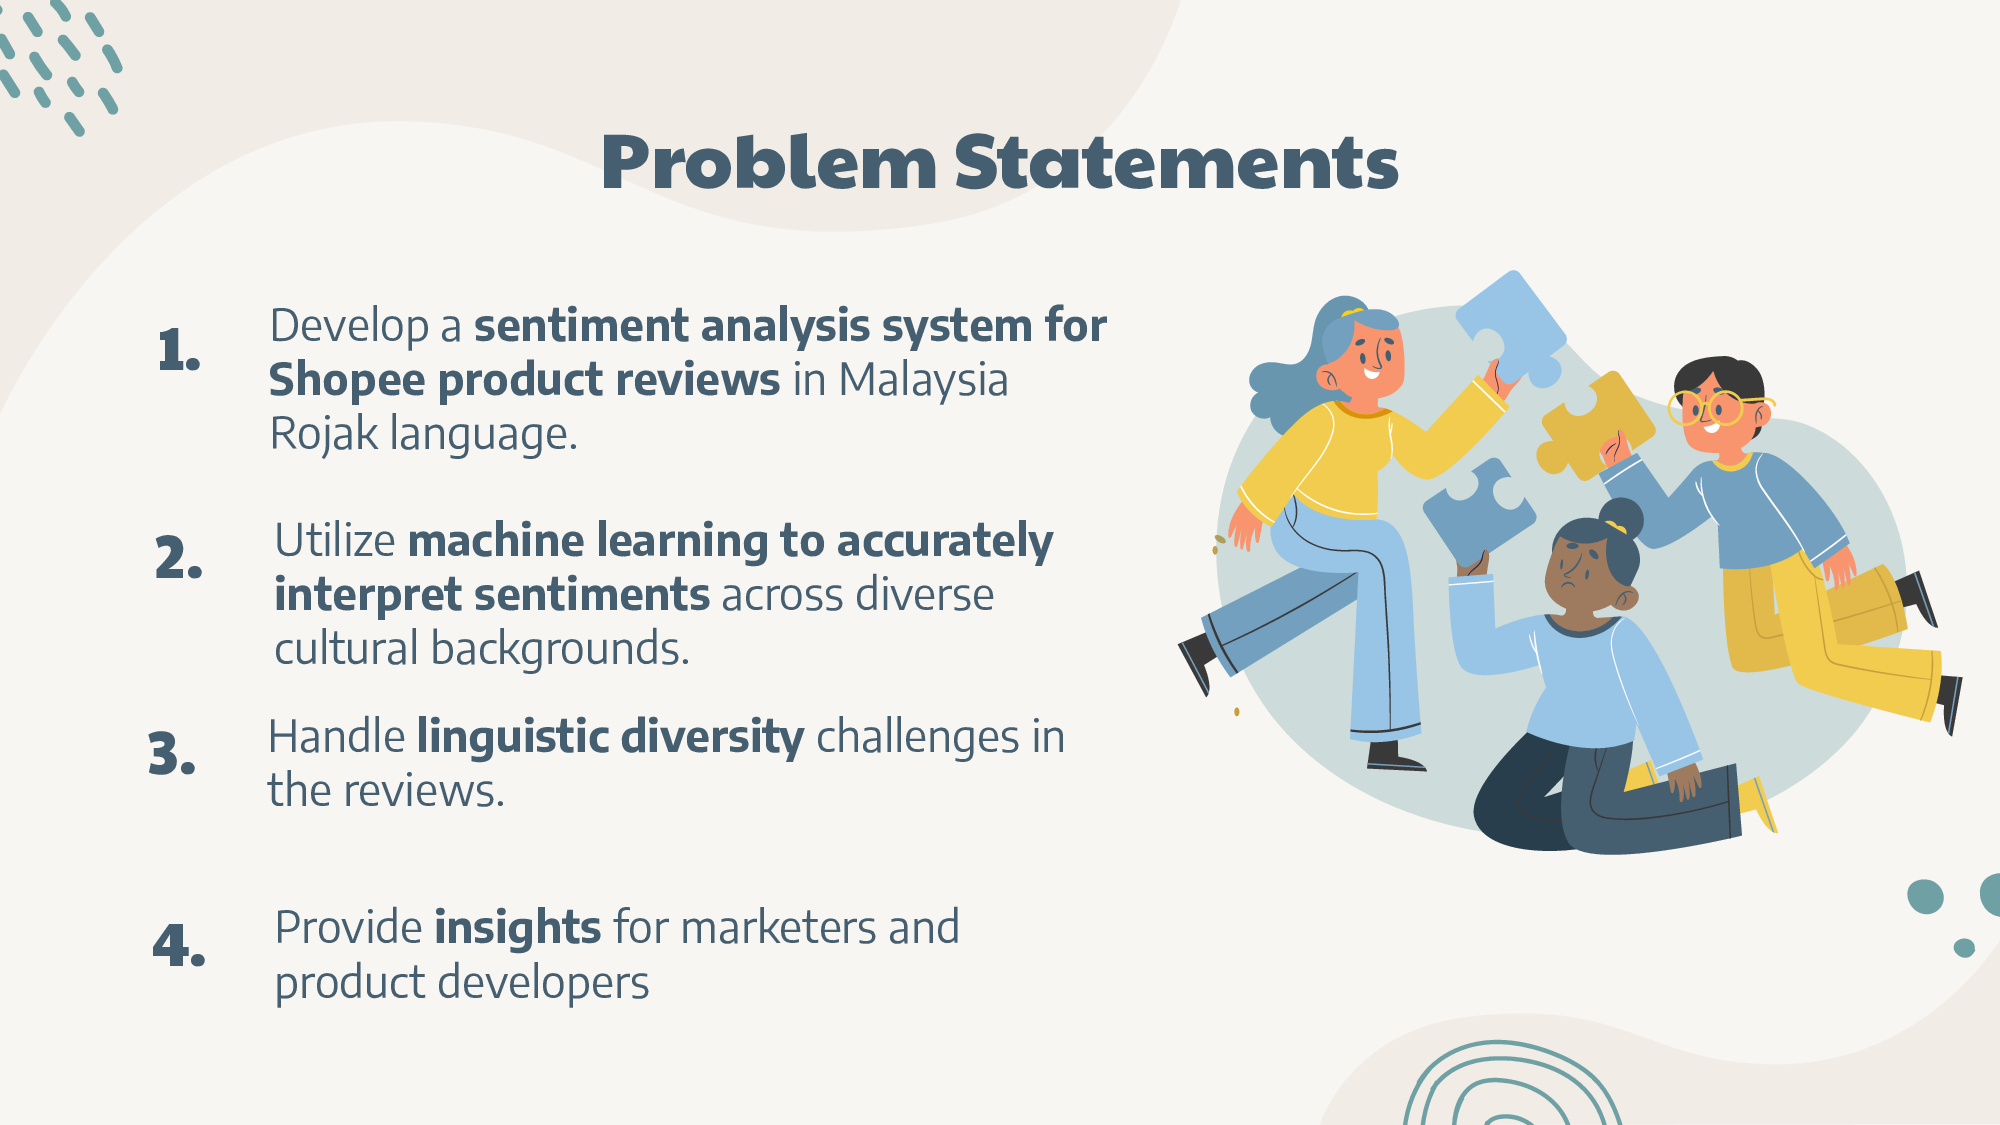 Problem Statements
1.
Develop a sentiment analysis system for
Shopee product reviews in Malaysia
Rojak language.
2.
Utilize machine learning to accurately
interpret sentiments across diverse
cultural backgrounds.
3.
Handle linguistic diversity challenges in
the reviews.
4.
Provide insights for marketers and
product developers